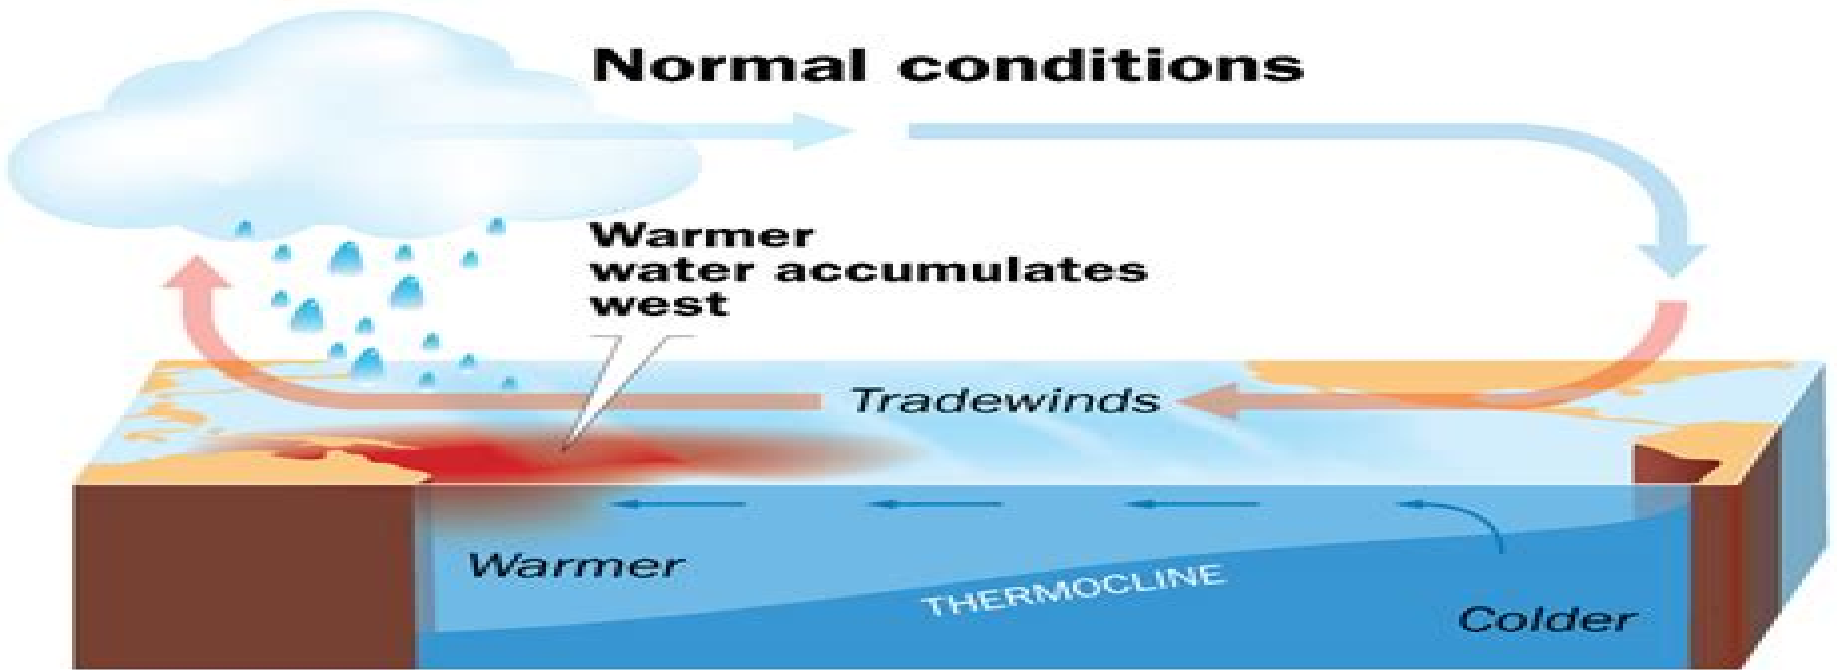 Normal conditions
Warmer
water accumulates
west
Tradewinds
Warmer
THERMOCLINE
Colder